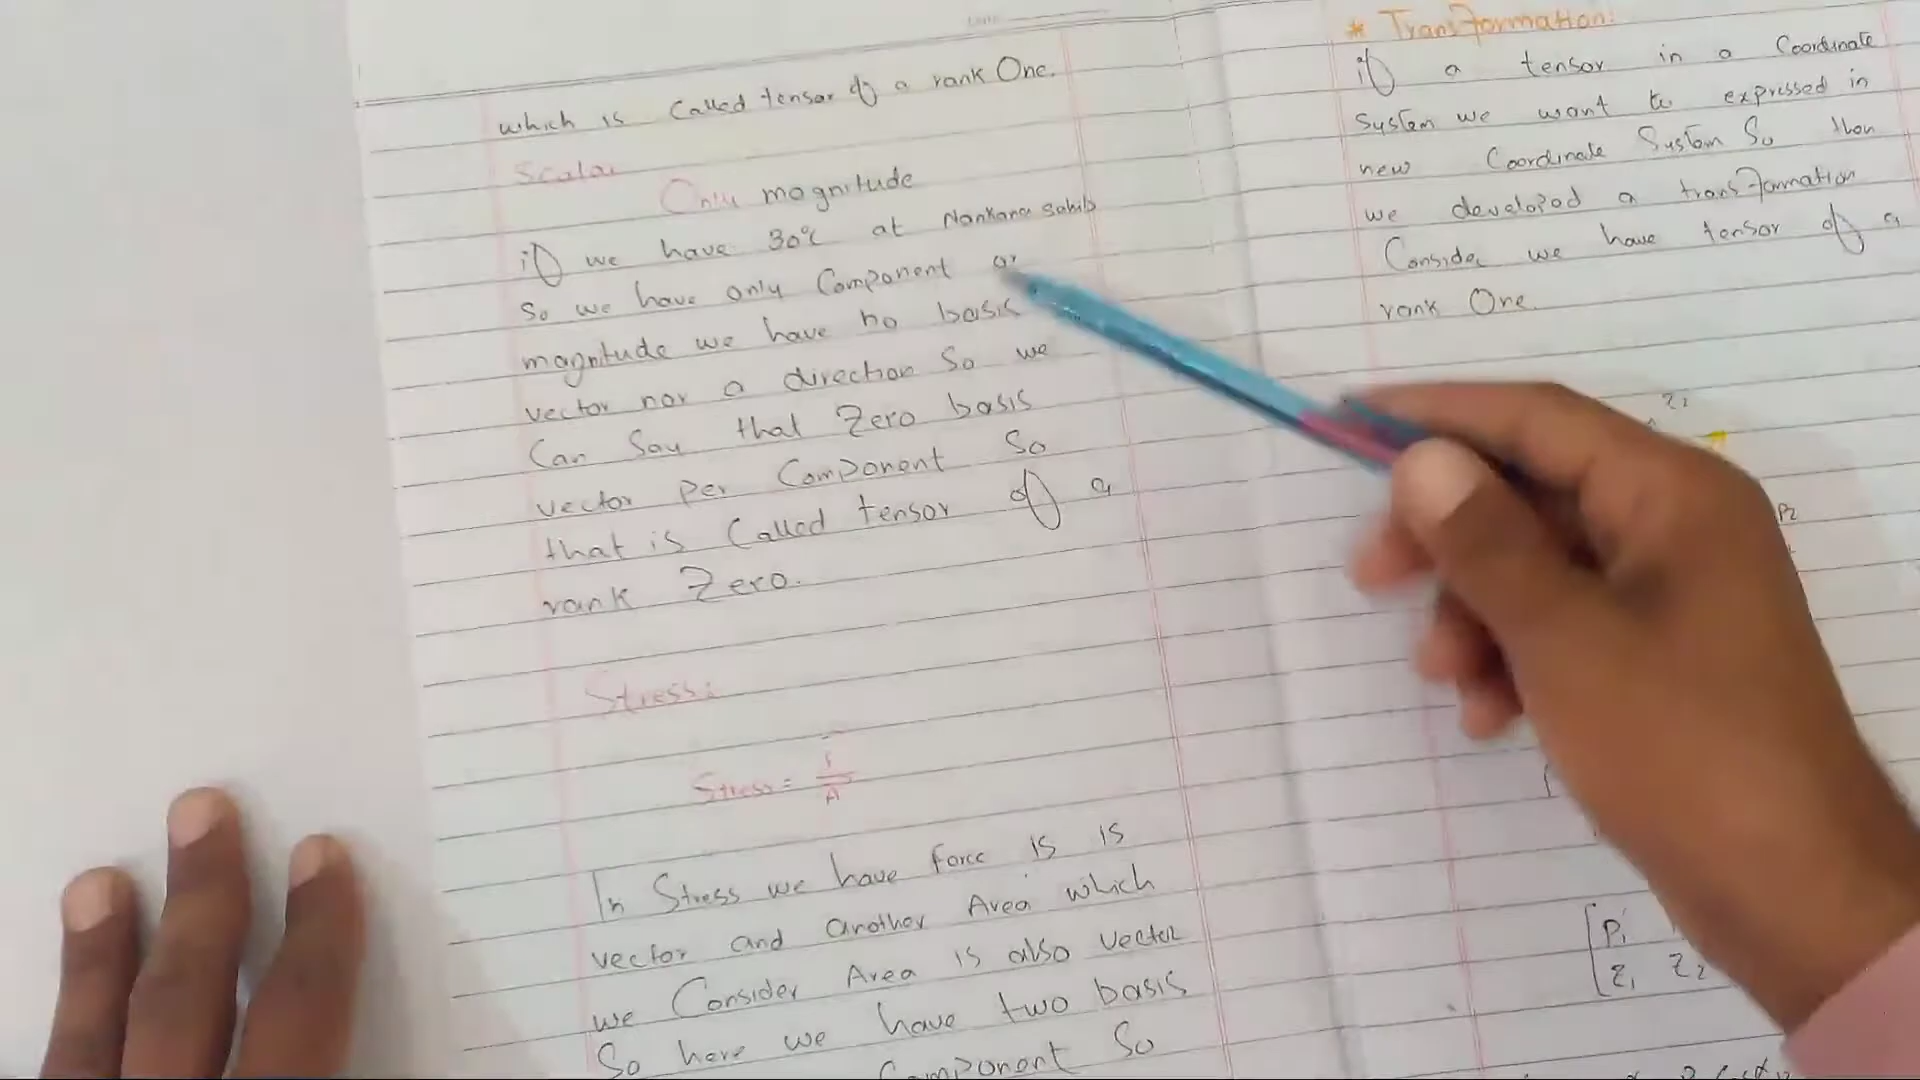 which is Called tensor of a rank One.
Scalar
Only magnitude
if we have 30°C at Nankana sahib
So we have only Component or
magnitude we have no basis
vector nor a direction So we
Can Say that Zero basis
vector per Component So
that is Called tensor of a
rank Zero.
Stress:
Stress = F/A
In Stress we have force is is
vector and another Area which
we Consider Area is also vector
So here we have two basis
Component So
* Transformation:
if a tensor in a Coordinate
System we want to expressed in
new Coordinate System So then
we developed a transformation
Consider we have tensor of a
rank One.
Z₂
P₂
P₁'
Z₁ Z₂